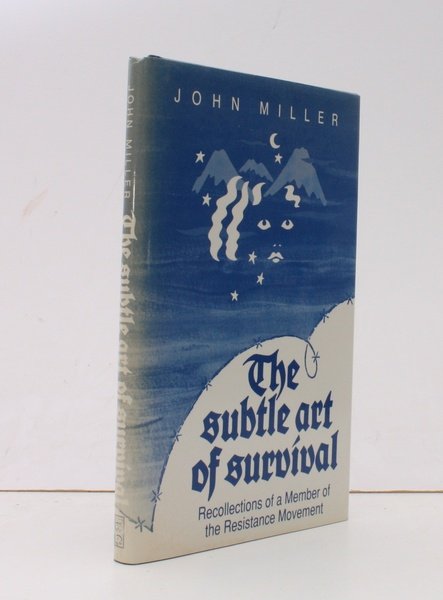 JOHN MILLER
The
subtle art
of survival
Recollections of a Member of
the Resistance Movement
JOHN MILLER The subtle art of survival